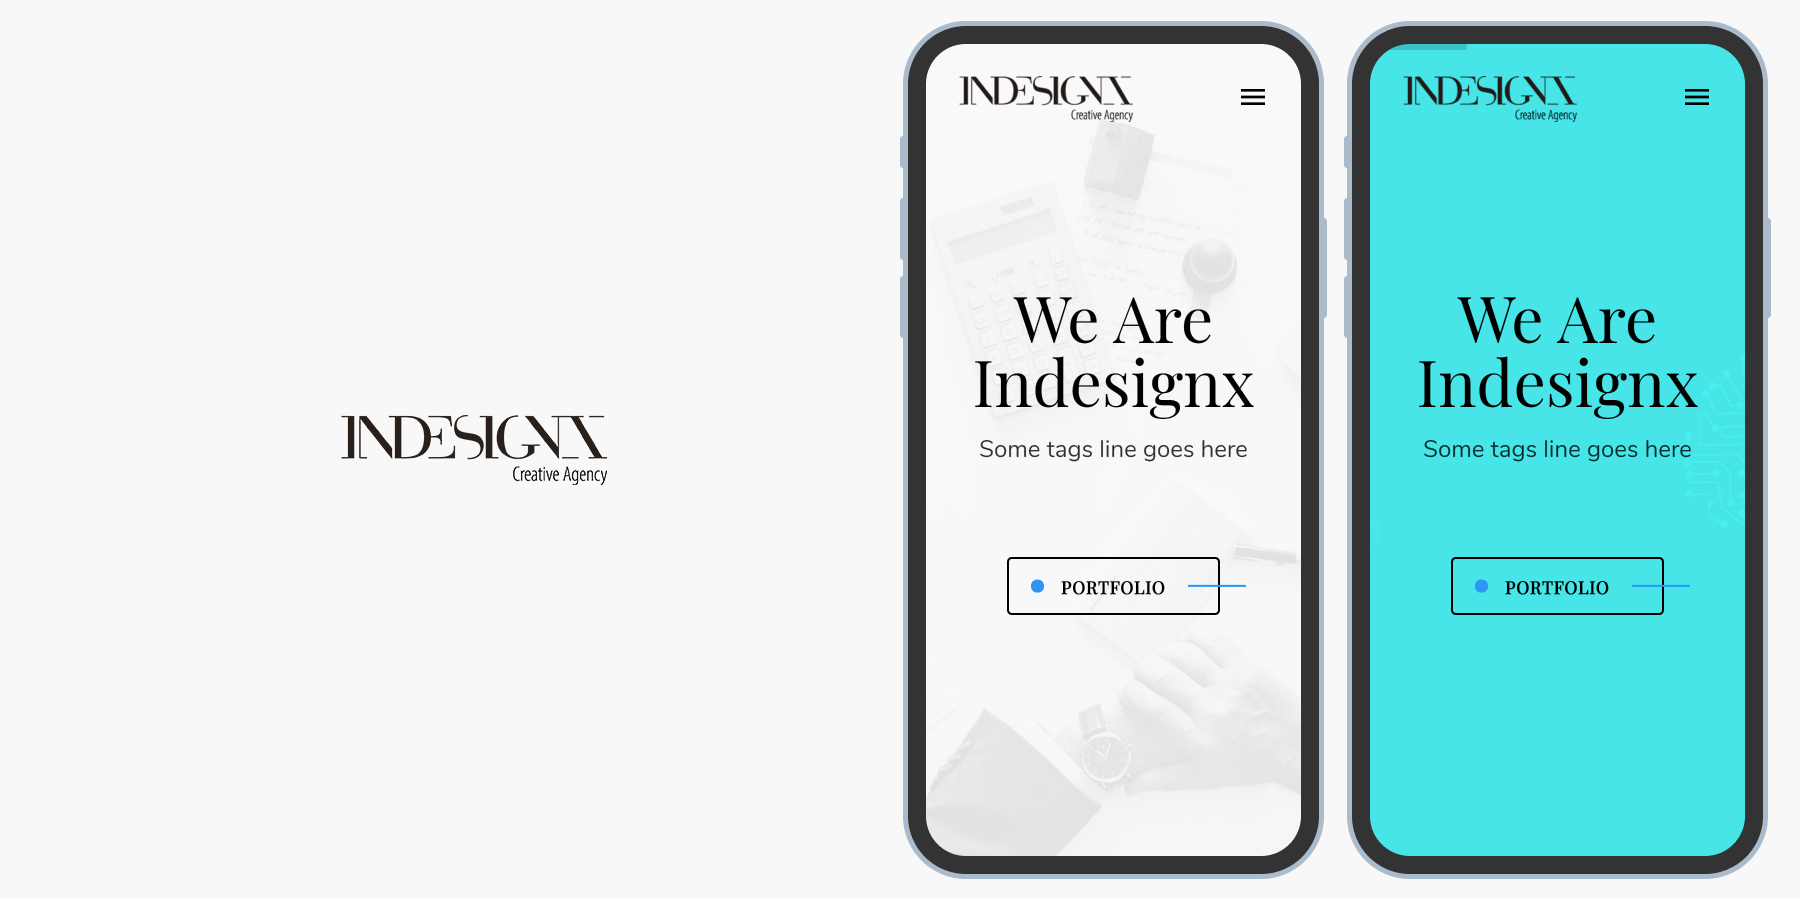 INDESIGNX
Creative Agency
INDESIGNX
Creative Agency
We Are
Indesignx
Some tags line goes here
PORTFOLIO
INDESIGNX
Creative Agency
We Are
Indesignx
Some tags line goes here
PORTFOLIO